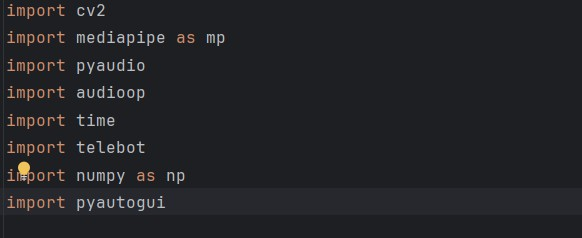 import cv2
import mediapipe as mp
import pyaudio
import audioop
import time
import telebot
import numpy as np
import pyautogui